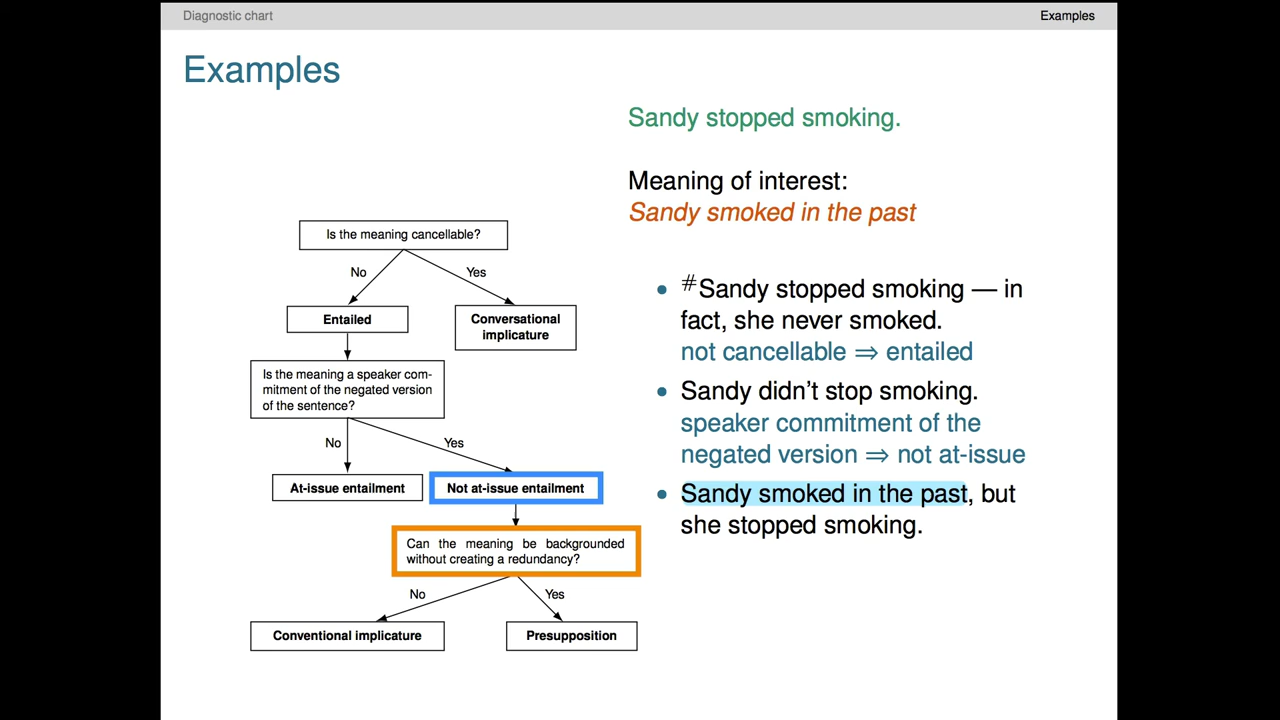 Diagnostic chart
Examples
Examples
Sandy stopped smoking.
Meaning of interest:
Sandy smoked in the past
Is the meaning cancellable?
No
Yes
Entailed
Conversational
implicature
Is the meaning a speaker com-
mitment of the negated version
of the sentence?
No
Yes
At-issue entailment
Not at-issue entailment
Can the meaning be backgrounded
without creating a redundancy?
No
Yes
Conventional implicature
Presupposition
• #Sandy stopped smoking — in
fact, she never smoked.
not cancellable ⇒ entailed
• Sandy didn’t stop smoking.
speaker commitment of the
negated version ⇒ not at-issue
• Sandy smoked in the past, but
she stopped smoking.